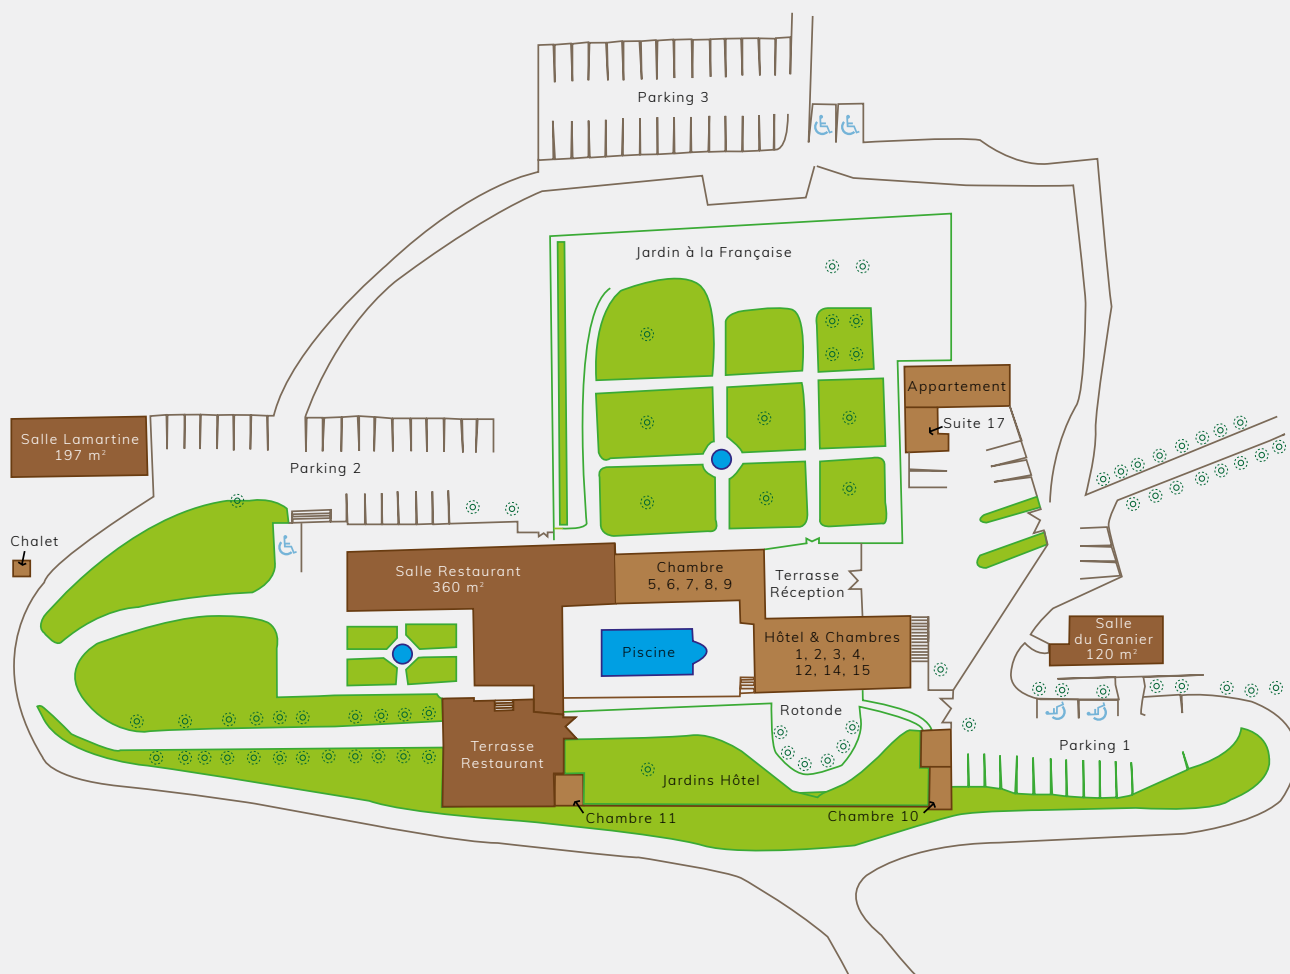 Parking 3
Jardin à la Française
Appartement
Suite 17
Salle Lamartine
197 m²
Parking 2
Chalet
Salle Restaurant
360 m²
Chambre
5, 6, 7, 8, 9
Terrasse
Réception
Salle
du Granier
120 m²
Hôtel & Chambres
1, 2, 3, 4,
12, 14, 15
Piscine
Rotonde
Terrasse
Restaurant
Parking 1
Jardins Hôtel
Chambre 11
Chambre 10